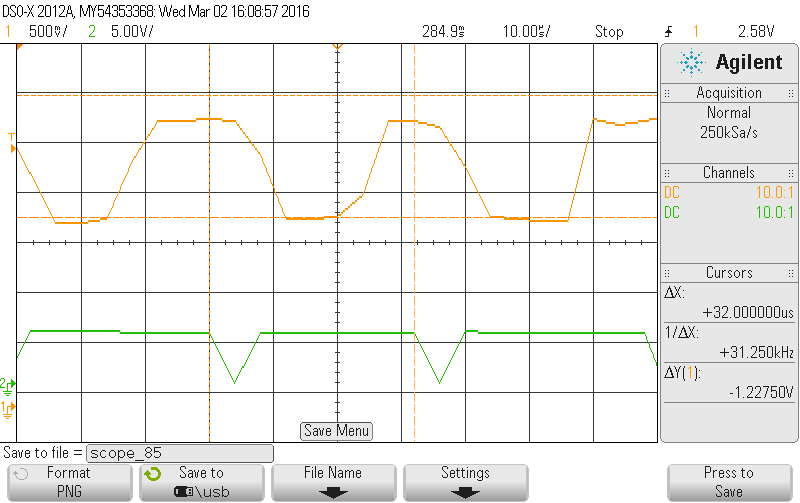 DSO-X 2012A, MY54353368: Wed Mar 02 16:08:57 2016
1 500mV/ 2 5.00V/ 284.9ms 10.00us/ Stop 1 2.58V
Agilent
Acquisition
Normal
250kSa/s
Channels
DC 10.0:1
DC 10.0:1
Cursors
ΔX:
+32.000000us
1/ΔX:
+31.250kHz
ΔY(1):
-1.22750V
T
2
1
Save Menu
Save to file = scope_85
Format
PNG
Save to
\usb
File Name
Settings
Press to
Save